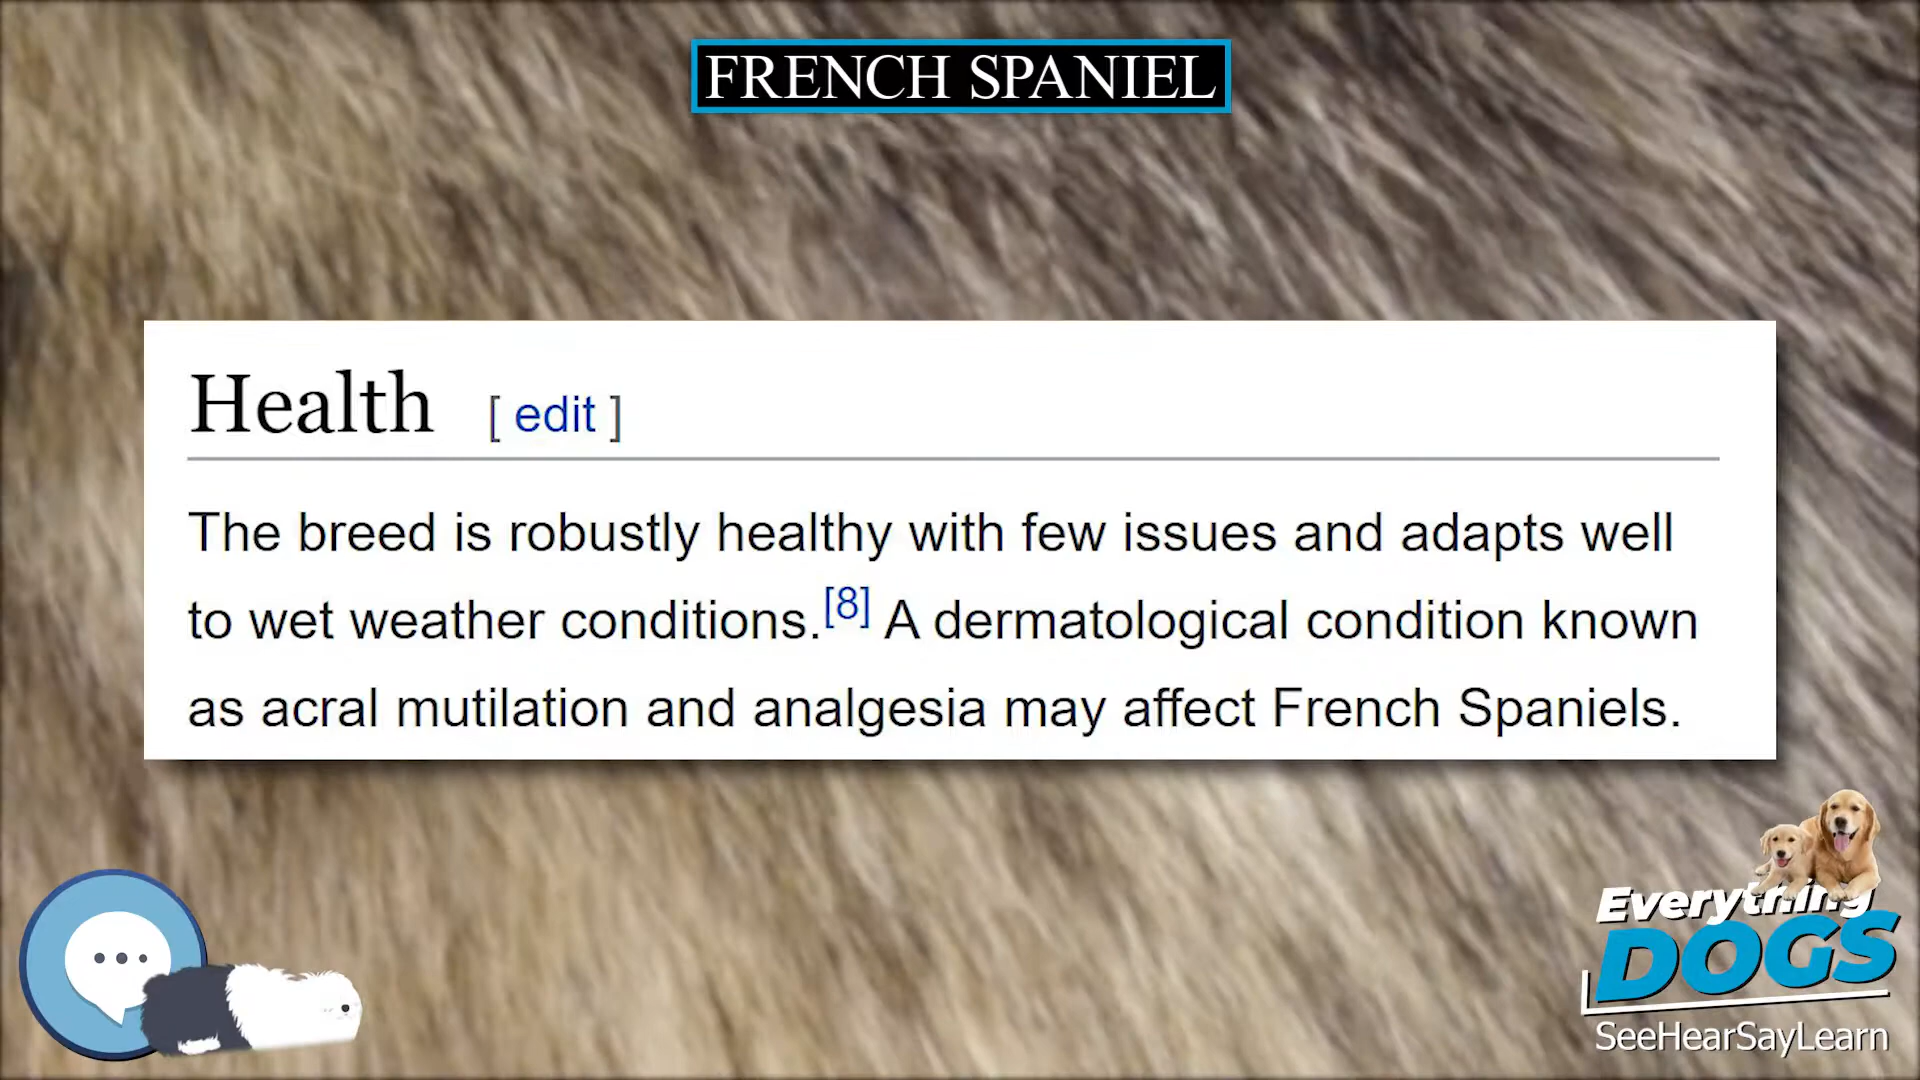 FRENCH SPANIEL
Health [ edit ]
The breed is robustly healthy with few issues and adapts well
to wet weather conditions.[8] A dermatological condition known
as acral mutilation and analgesia may affect French Spaniels.
Everything
DOGS
SeeHearSayLearn